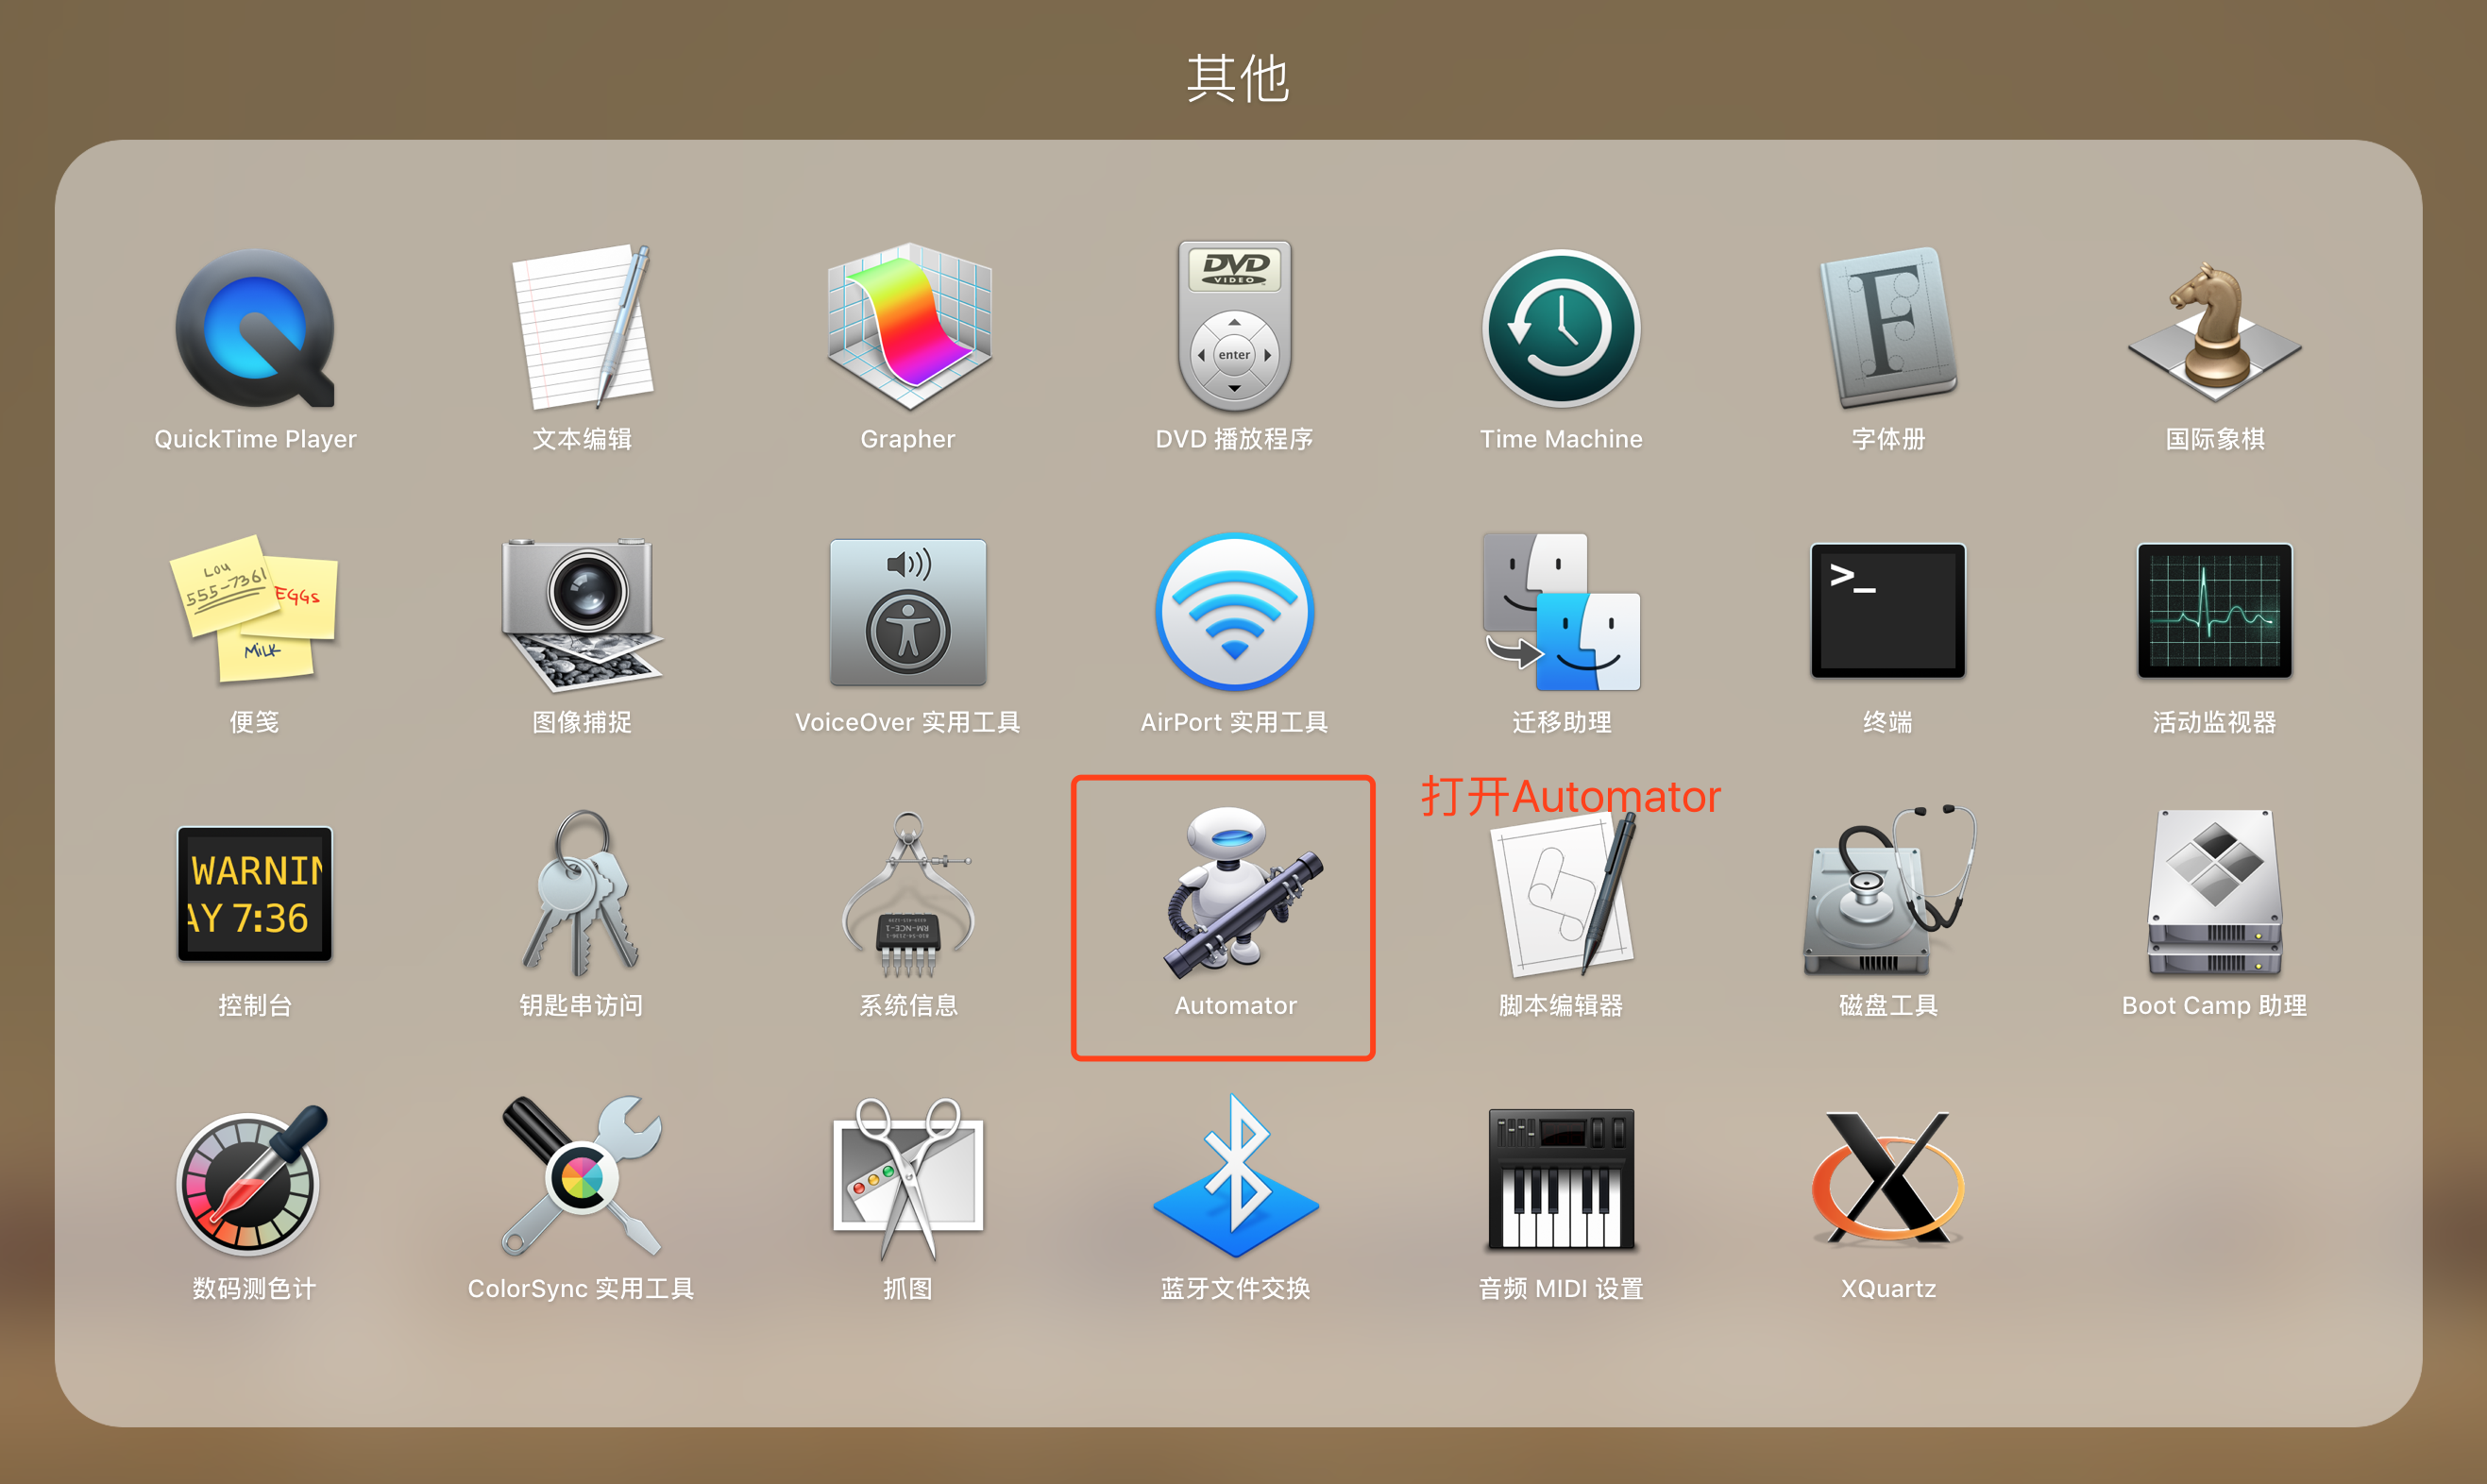 其他
DVD
VIDEO
enter
F
QuickTime Player
文本编辑
Grapher
DVD 播放程序
Time Machine
字体册
国际象棋
Lou
555-7361
EGGs
MiLK
>_
便笺
图像捕捉
VoiceOver 实用工具
AirPort 实用工具
迁移助理
终端
活动监视器
打开Automator
WARNIN
AY 7:36
RM-NCE-1
控制台
钥匙串访问
系统信息
Automator
脚本编辑器
磁盘工具
Boot Camp 助理
数码测色计
ColorSync 实用工具
抓图
蓝牙文件交换
音频 MIDI 设置
XQuartz